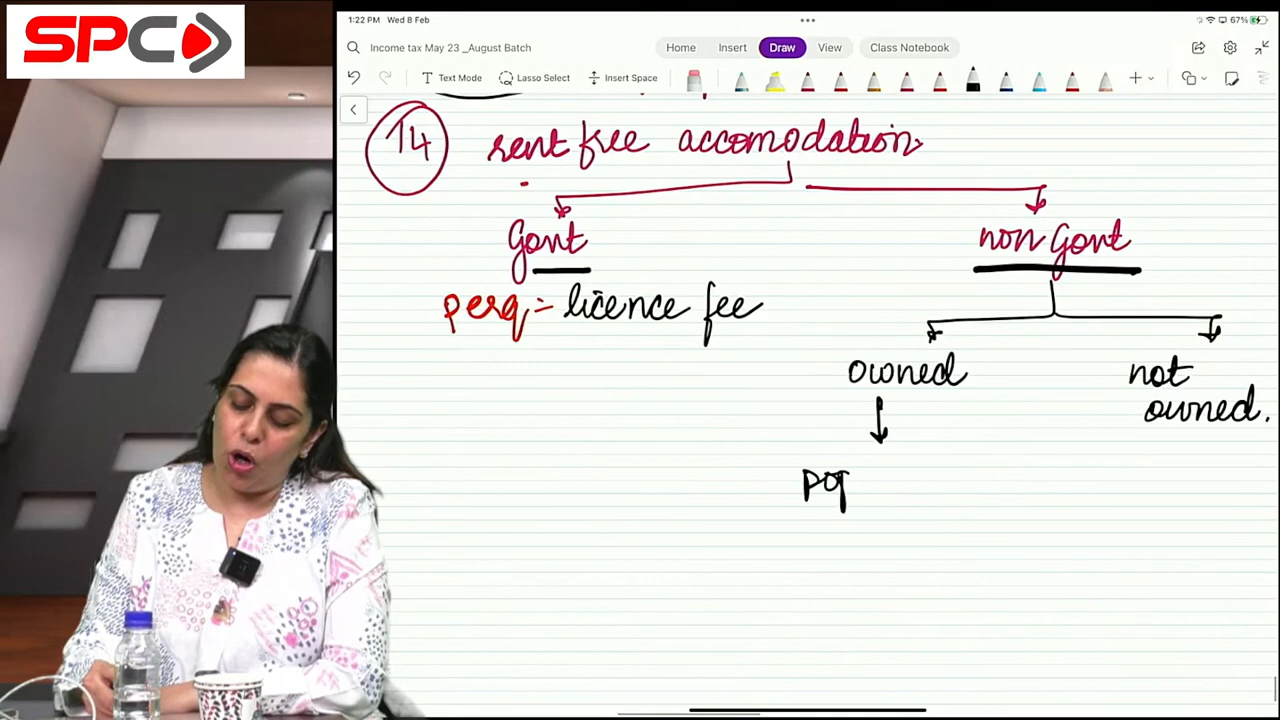 SPC
1:22 PM Wed 8 Feb
67%
Income tax May 23 _August Batch
Home Insert Draw View Class Notebook
Text Mode Lasso Select Insert Space
14 rent free accomodation.
Govt non Govt
perq = licence fee
owned not owned.
pop